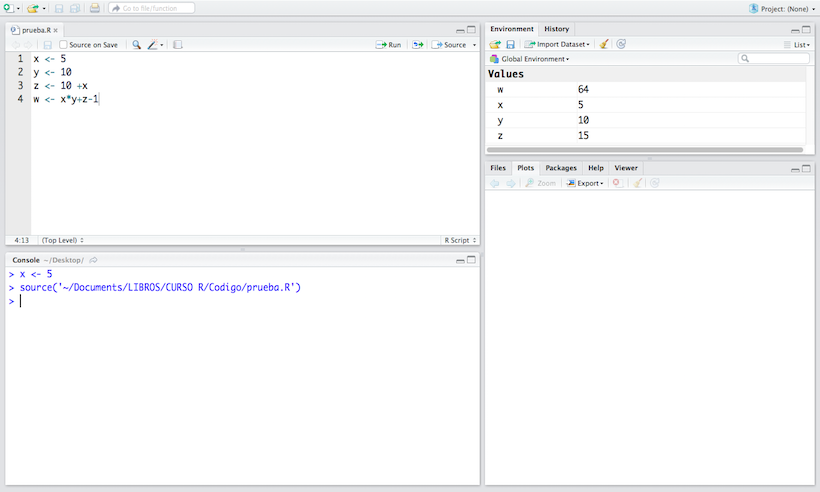 Go to file/function
Project: (None)
prueba.R
Source on Save
Run
Source
1 x <- 5
2 y <- 10
3 z <- 10 +x
4 w <- x*y+z-1
4:13 (Top Level)
R Script
Console ~/Desktop/
> x <- 5
> source('~/Documents/LIBROS/CURSO R/Codigo/prueba.R')
>
Environment History
Import Dataset
List
Global Environment
Values
w 64
x 5
y 10
z 15
Files Plots Packages Help Viewer
Zoom Export